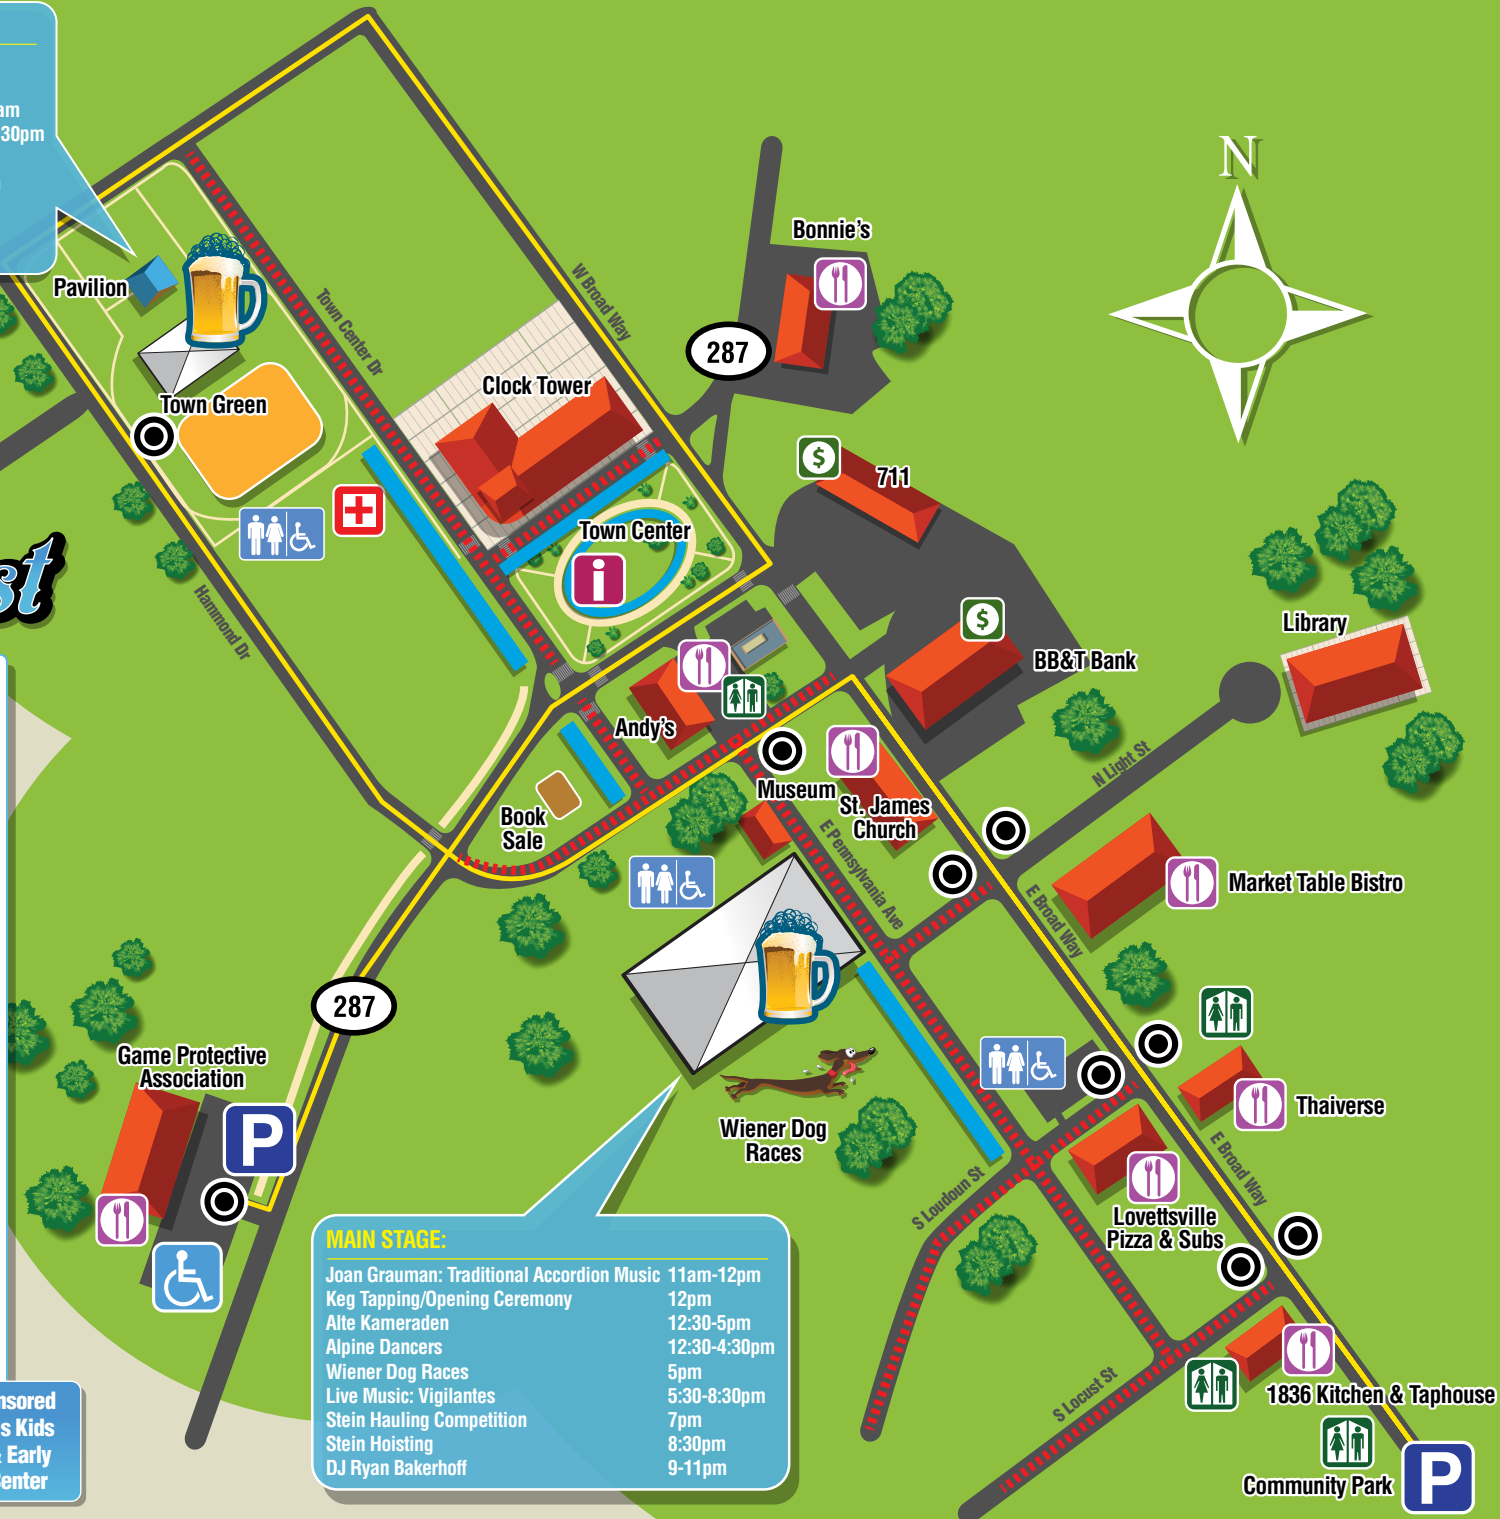 am
30pm
N
Pavilion
Bonnie's
W Broad Way
Town Center Dr
287
Clock Tower
Town Green
711
$
Town Center
i
st
Hammond Dr
$
Library
BB&T Bank
Andy's
N Light St
Museum
Book
Sale
St. James
Church
E Pennsylvania Ave
Market Table Bistro
E Broad Way
287
Game Protective
Association
P
Thaiverse
Wiener Dog
Races
E Broad Way
S Loudoun St
Lovettsville
Pizza & Subs
MAIN STAGE:
Joan Grauman: Traditional Accordion Music 11am-12pm
Keg Tapping/Opening Ceremony 12pm
Alte Kameraden 12:30-5pm
Alpine Dancers 12:30-4:30pm
Wiener Dog Races 5pm
Live Music: Vigilantes 5:30-8:30pm
Stein Hauling Competition 7pm
Stein Hoisting 8:30pm
DJ Ryan Bakerhoff 9-11pm
nsored
s Kids
& Early
Center
S Locust St
1836 Kitchen & Taphouse
Community Park
P